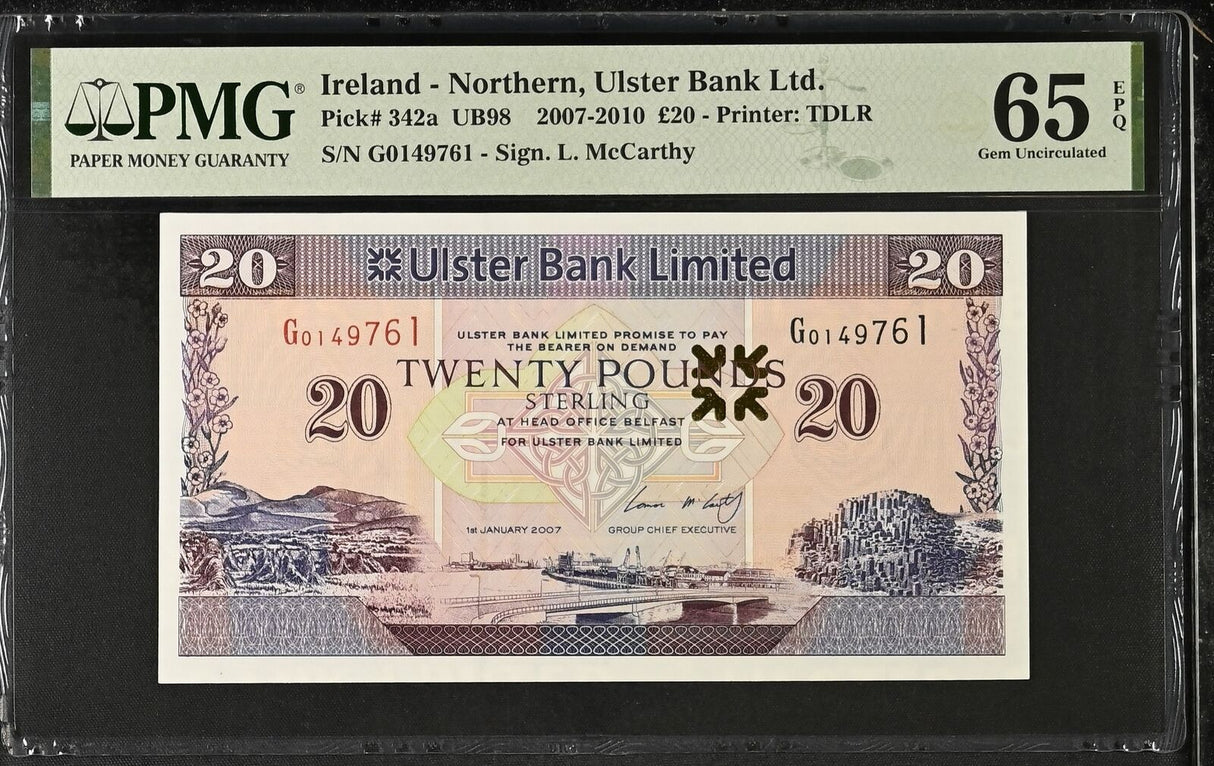 PMG®
PAPER MONEY GUARANTY
Ireland - Northern, Ulster Bank Ltd.
Pick# 342a UB98 2007-2010 £20 - Printer: TDLR
S/N G0149761 - Sign. L. McCarthy
65
EPQ
Gem Uncirculated
20
Ulster Bank Limited
20
G0149761
G0149761
ULSTER BANK LIMITED PROMISE TO PAY
THE BEARER ON DEMAND
TWENTY POUNDS
20
STERLING
20
AT HEAD OFFICE BELFAST
FOR ULSTER BANK LIMITED
1st JANUARY 2007
GROUP CHIEF EXECUTIVE